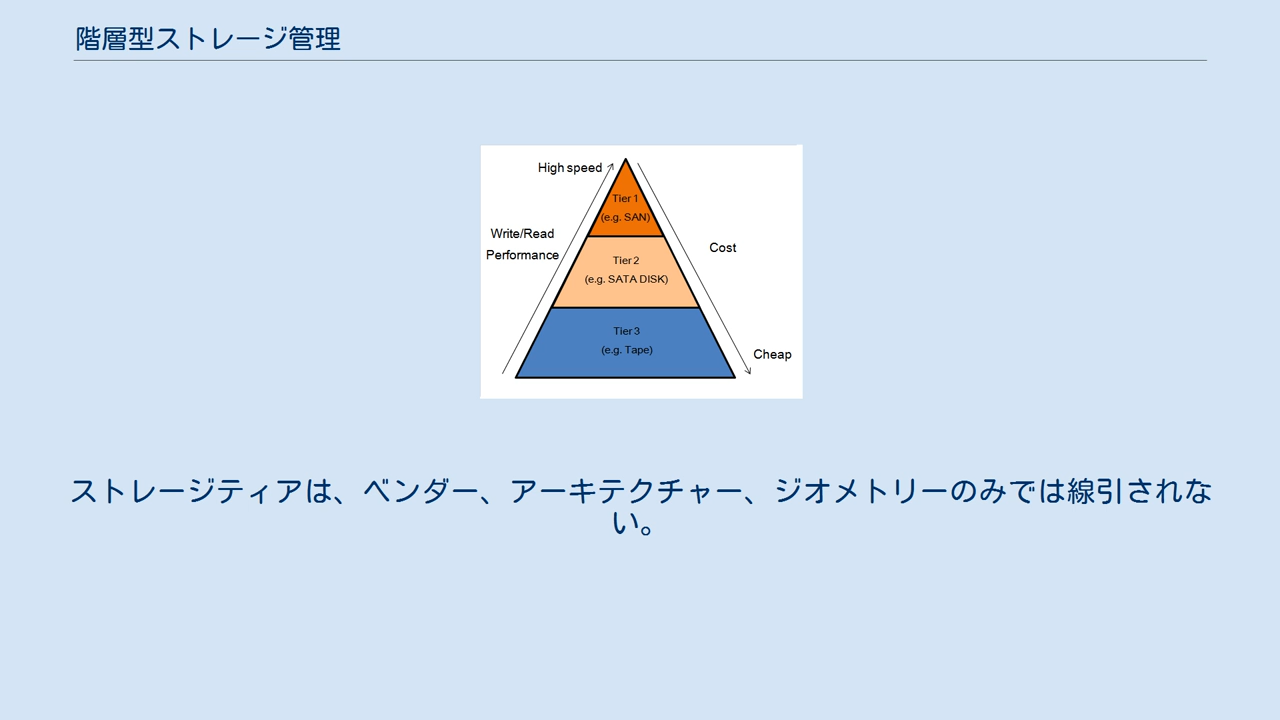 階層型ストレージ管理
High speed
Tier 1
(e.g. SAN)
Write/Read
Performance
Cost
Tier 2
(e.g. SATA DISK)
Tier 3
(e.g. Tape)
Cheap
ストレージティアは、ベンダー、アーキテクチャー、ジオメトリーのみでは線引されな
い。